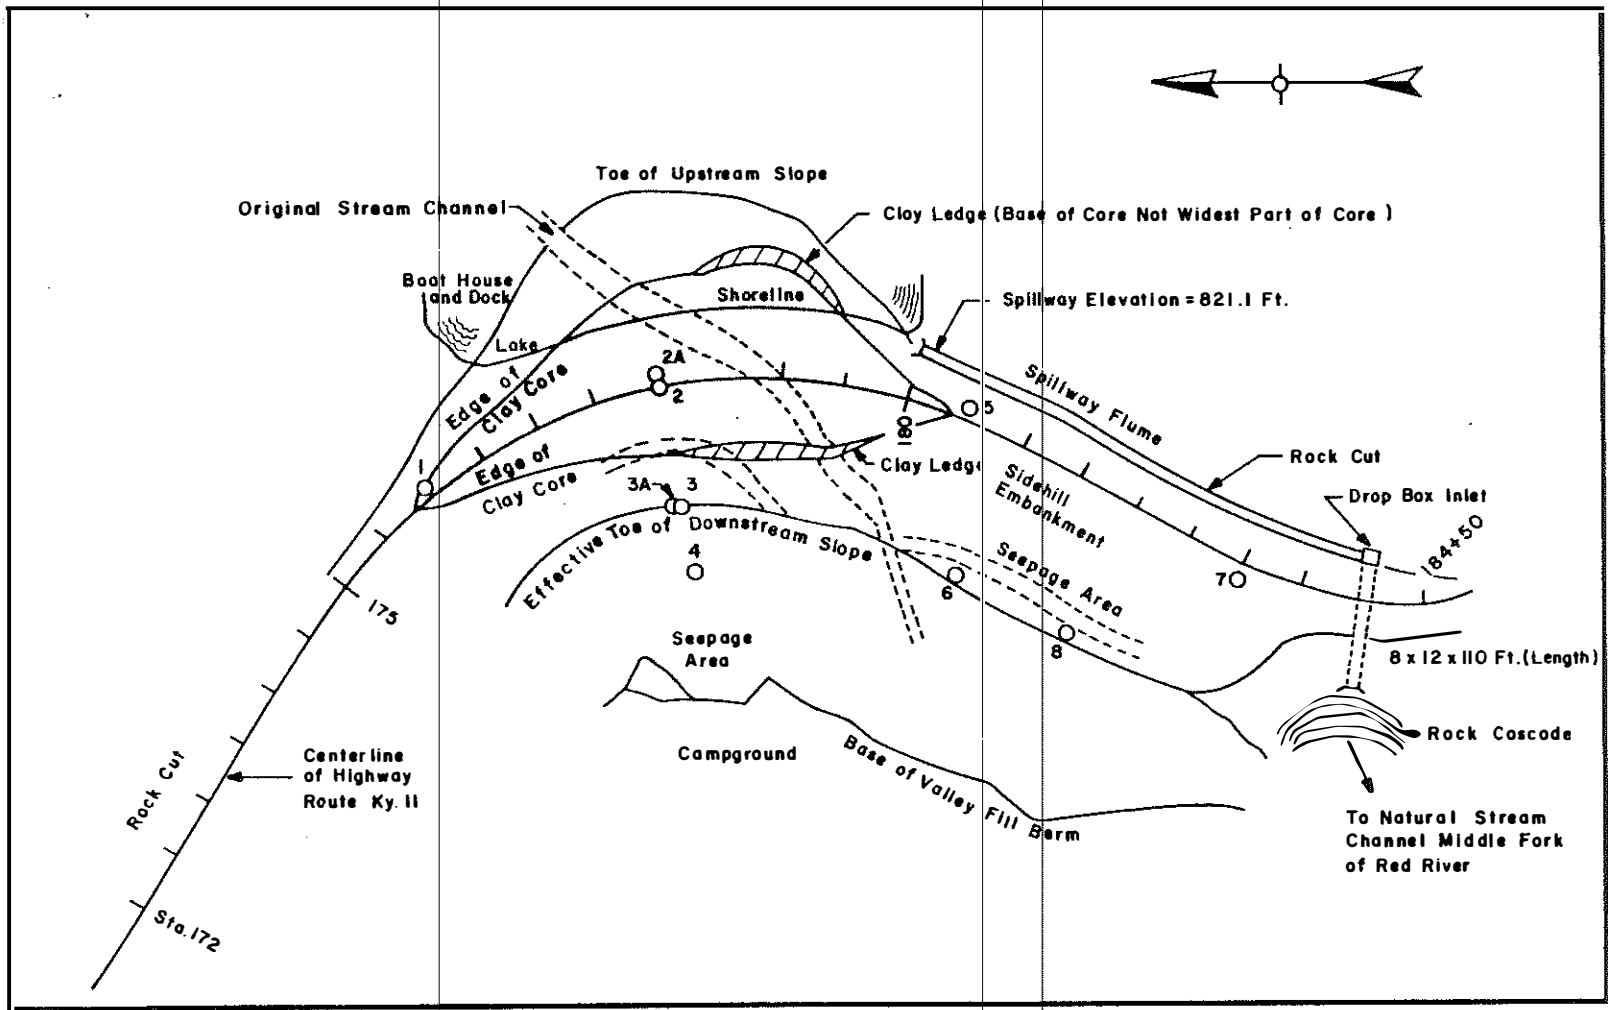 Toe of Upstream Slope
Original Stream Channel
Clay Ledge (Base of Core Not Widest Part of Core )
Boat House
and Dock
Shoreline
Spillway Elevation = 821.1 Ft.
Lake
2A
2
Edge of
Clay Core
Spillway Flume
5
180
Edge of
Clay Core
Clay Ledge
Rock Cut
1
Sidehill
Embankment
Drop Box Inlet
3A
3
184+50
Effective Toe of Downstream Slope
4
Seepage Area
6
7
175
8
Seepage
Area
8 x 12 x 110 Ft. (Length)
Rock Cut
Centerline
of Highway
Route Ky. 11
Campground
Base of Valley Fill Berm
Rock Cascade
To Natural Stream
Channel Middle Fork
of Red River
Sta. 172